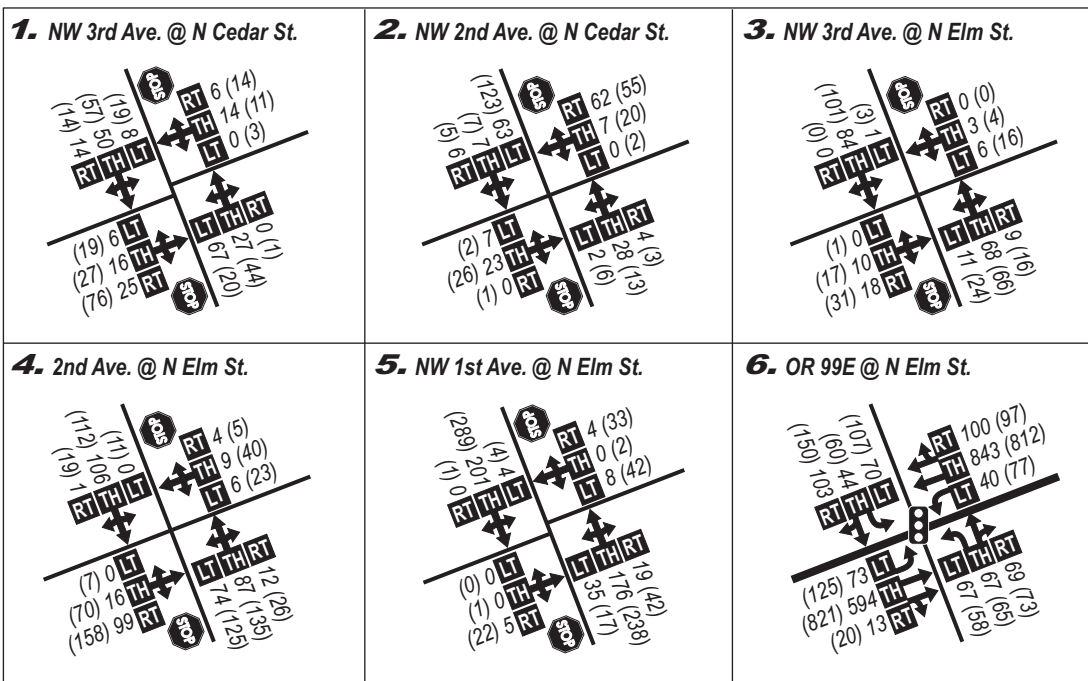 1. NW 3rd Ave. @ N Cedar St.
STOP
(14) 14 RT
(57) 50 TH
(19) 8 LT
RT 6 (14)
TH 14 (11)
LT 0 (3)
(19) 6 LT
(27) 16 TH
(76) 25 RT
LT 67 (20)
TH 27 (44)
RT 0 (1)
STOP
2. NW 2nd Ave. @ N Cedar St.
STOP
(5) 6 RT
(7) 7 TH
(123) 63 LT
RT 62 (55)
TH 7 (20)
LT 0 (2)
(2) 7 LT
(26) 23 TH
(1) 0 RT
LT 2 (6)
TH 28 (13)
RT 4 (3)
STOP
3. NW 3rd Ave. @ N Elm St.
STOP
(0) 0 RT
(101) 84 TH
(3) 1 LT
RT 0 (0)
TH 3 (4)
LT 6 (16)
(1) 0 LT
(17) 10 TH
(31) 18 RT
LT 11 (24)
TH 68 (66)
RT 9 (16)
STOP
4. 2nd Ave. @ N Elm St.
STOP
(19) 1 RT
(112) 106 TH
(11) 0 LT
RT 4 (5)
TH 9 (40)
LT 6 (23)
(7) 0 LT
(70) 16 TH
(158) 99 RT
LT 74 (125)
TH 87 (135)
RT 12 (26)
STOP
5. NW 1st Ave. @ N Elm St.
STOP
(1) 0 RT
(289) 201 TH
(4) 4 LT
RT 4 (33)
TH 0 (2)
LT 8 (42)
(0) 0 LT
(1) 0 TH
(22) 5 RT
LT 35 (17)
TH 176 (238)
RT 19 (42)
STOP
6. OR 99E @ N Elm St.
(150) 103 RT
(60) 44 TH
(107) 70 LT
RT 100 (97)
TH 843 (812)
LT 40 (77)
(125) 73 LT
(821) 594 TH
(20) 13 RT
LT 67 (58)
TH 67 (65)
RT 69 (73)